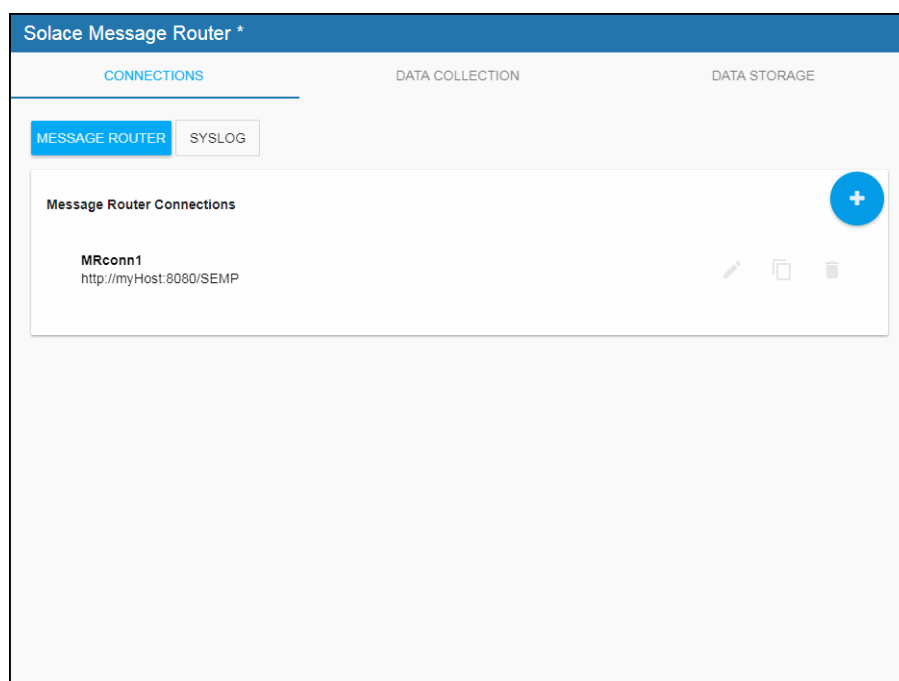 Solace Message Router *
CONNECTIONS DATA COLLECTION DATA STORAGE
MESSAGE ROUTER SYSLOG
Message Router Connections
MRconn1
http://myHost:8080/SEMP